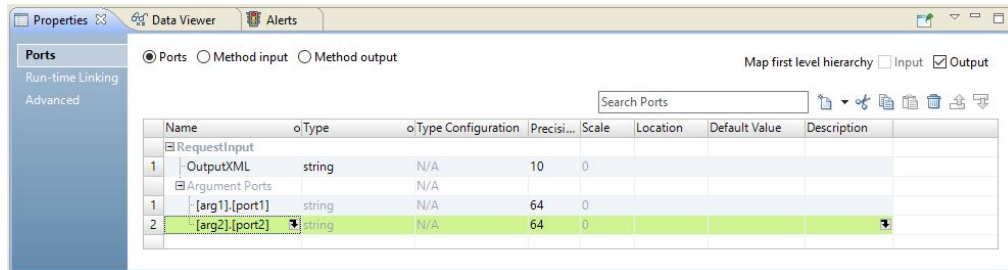 Properties Data Viewer Alerts
Ports Ports Method input Method output Map first level hierarchy Input Output
Run-time Linking
Advanced Search Ports
Name Type Type Configuration Precisi... Scale Location Default Value Description
RequestInput
1 OutputXML string N/A 10 0
Argument Ports N/A
1 [arg1].[port1] string N/A 64 0
2 [arg2].[port2] string N/A 64 0